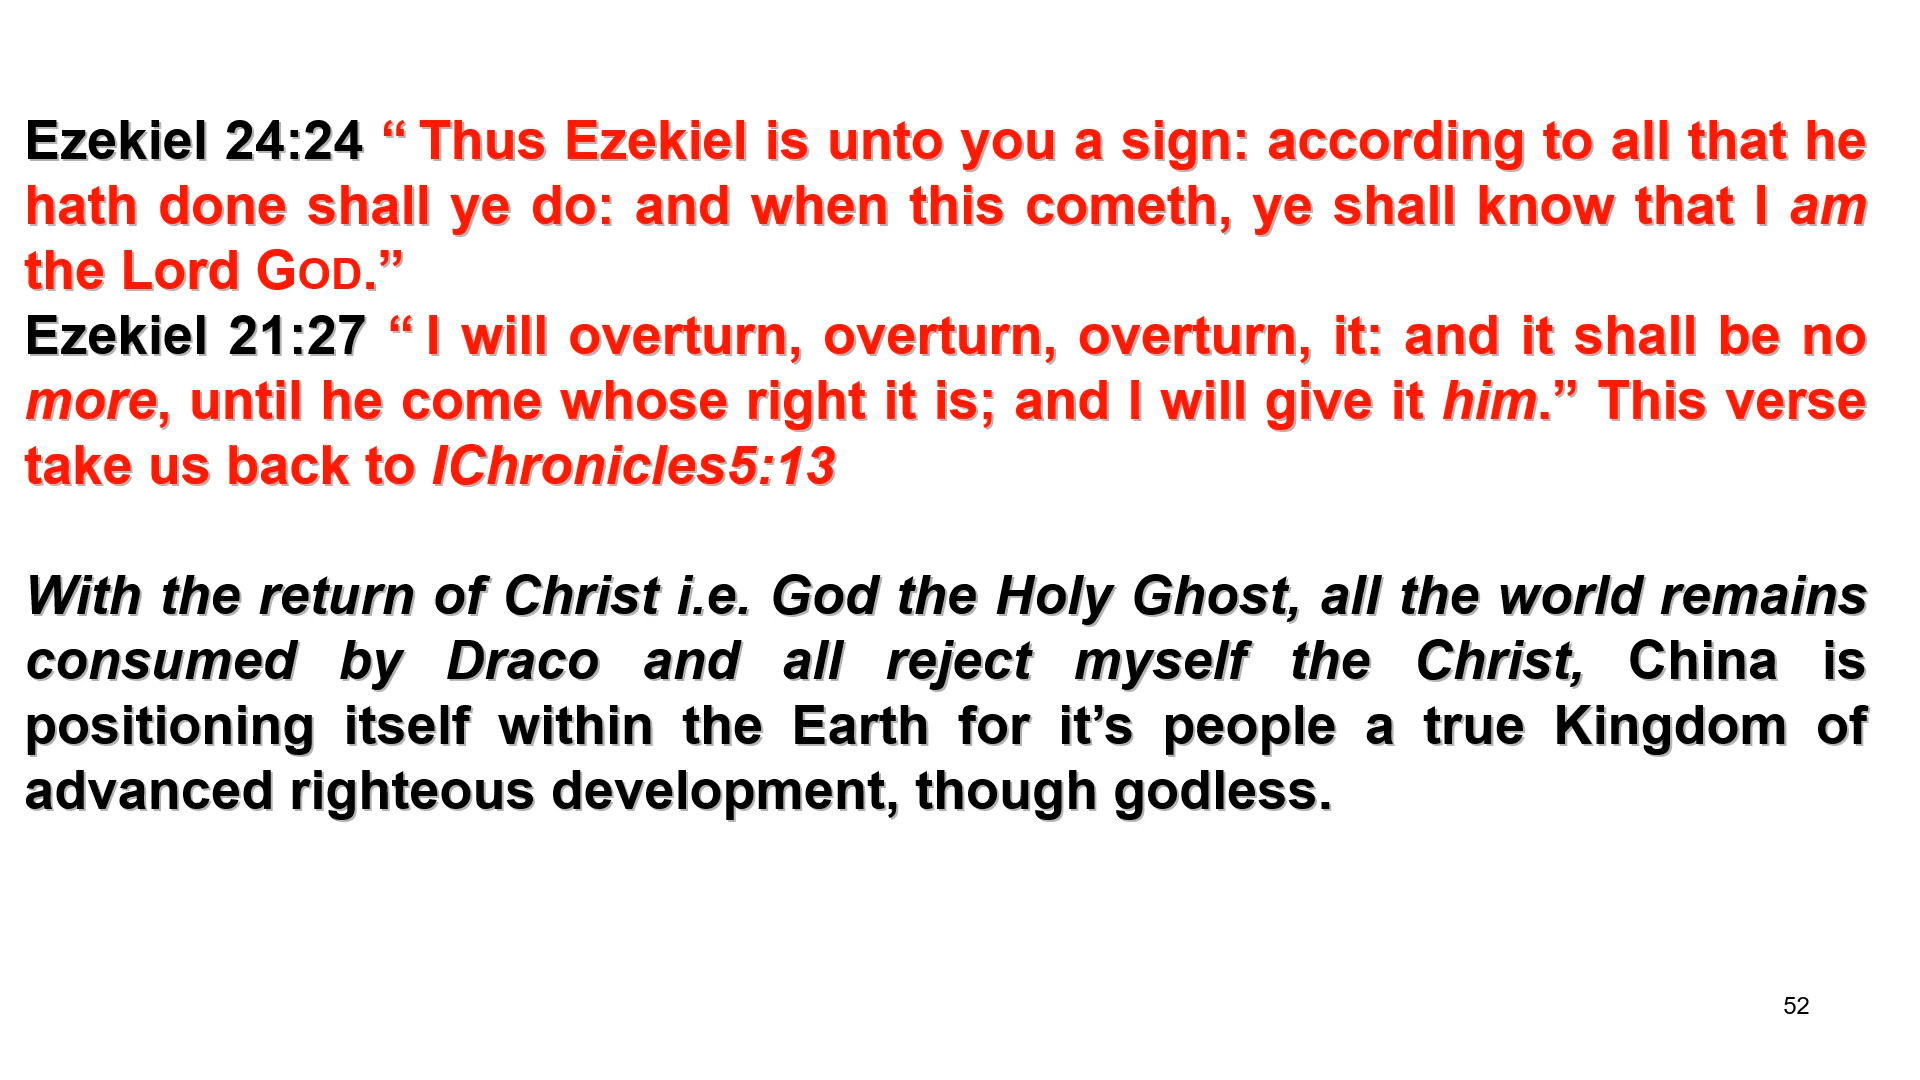 Ezekiel 24:24 “ Thus Ezekiel is unto you a sign: according to all that he
hath done shall ye do: and when this cometh, ye shall know that I am
the Lord GOD.”
Ezekiel 21:27 “ I will overturn, overturn, overturn, it: and it shall be no
more, until he come whose right it is; and I will give it him.” This verse
take us back to IChronicles5:13
With the return of Christ i.e. God the Holy Ghost, all the world remains
consumed by Draco and all reject myself the Christ, China is
positioning itself within the Earth for it’s people a true Kingdom of
advanced righteous development, though godless.
52